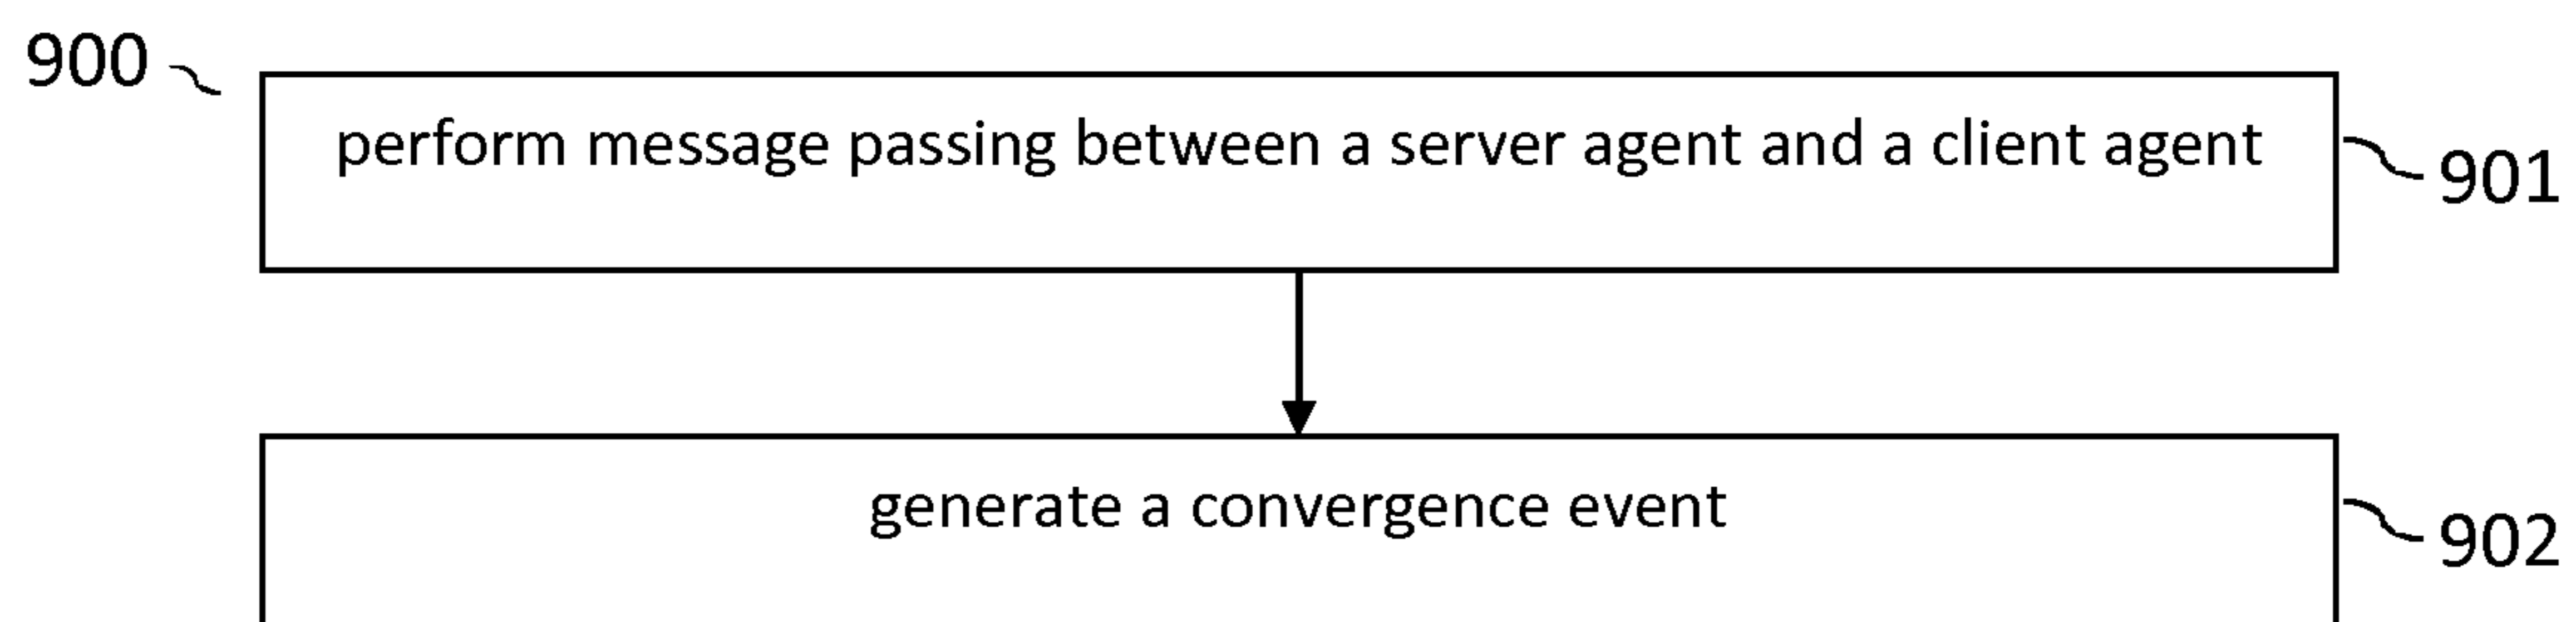 900
perform message passing between a server agent and a client agent
901
generate a convergence event
902